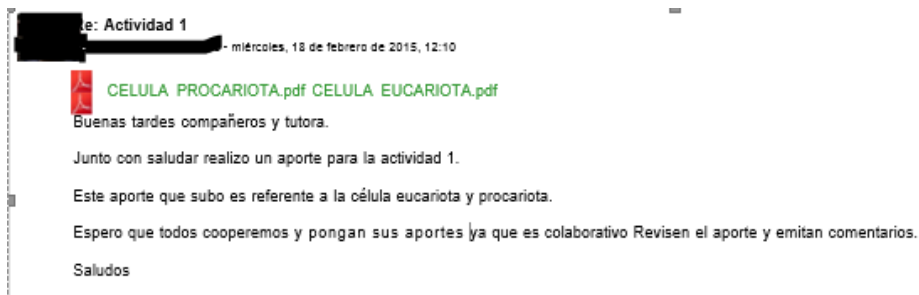 e: Actividad 1
- miércoles, 18 de febrero de 2015, 12:10
CELULA PROCARIOTA.pdf CELULA EUCARIOTA.pdf
Buenas tardes compañeros y tutora.
Junto con saludar realizo un aporte para la actividad 1.
Este aporte que subo es referente a la célula eucariota y procariota.
Espero que todos cooperemos y pongan sus aportes ya que es colaborativo Revisen el aporte y emitan comentarios.
Saludos